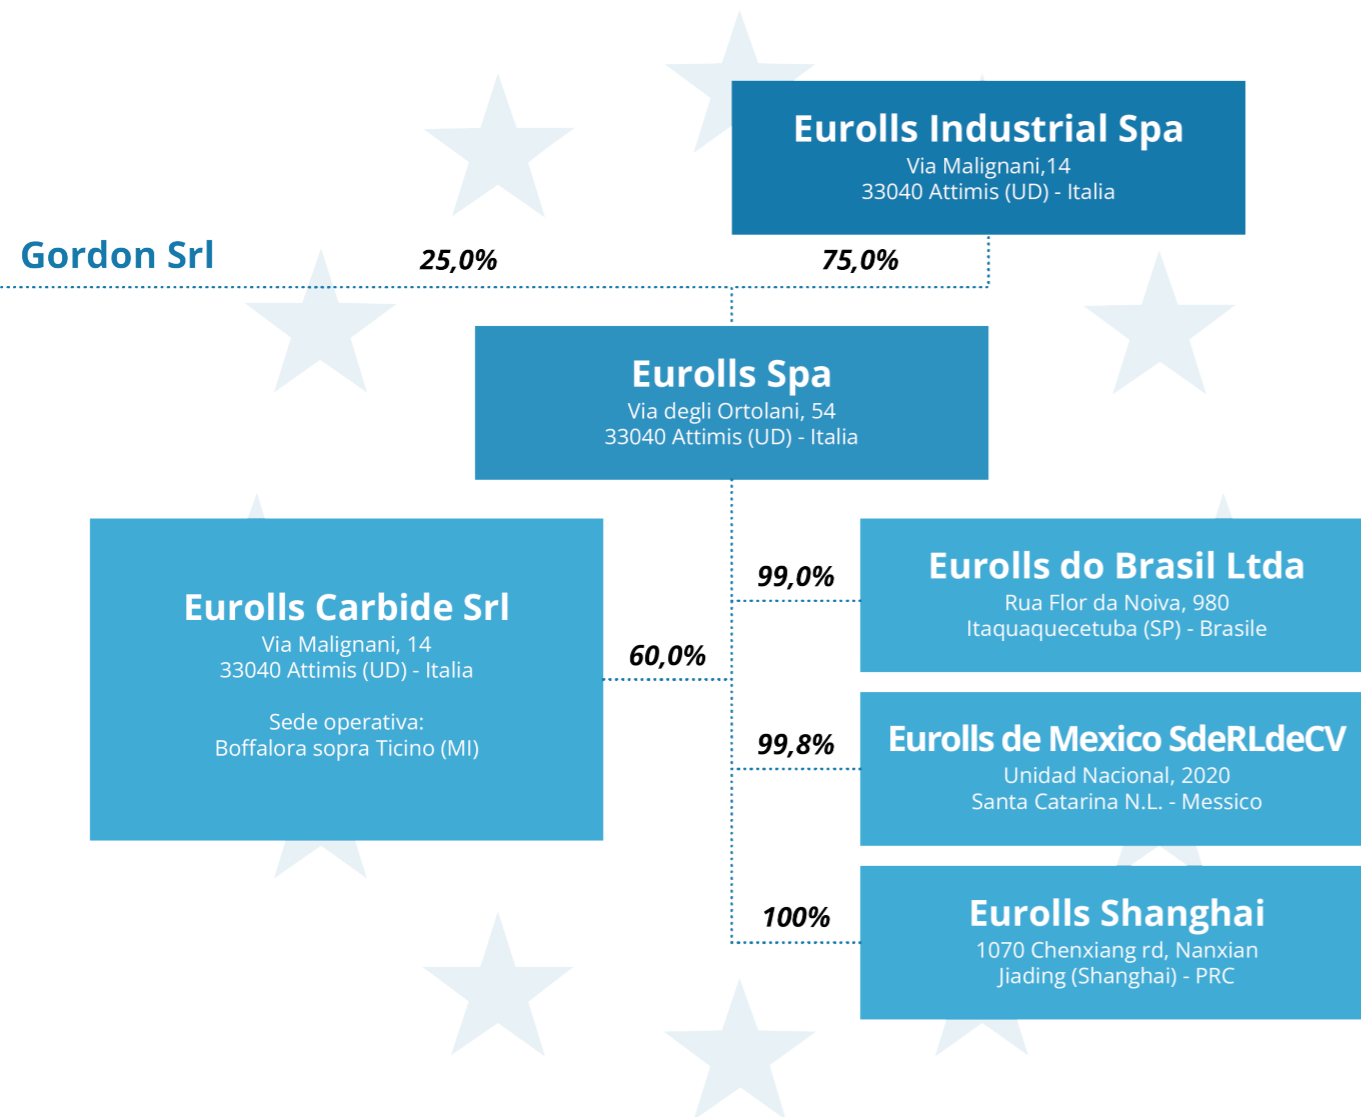 Eurolls Industrial Spa
Via Malignani,14
33040 Attimis (UD) - Italia
Gordon Srl
25,0%
75,0%
Eurolls Spa
Via degli Ortolani, 54
33040 Attimis (UD) - Italia
Eurolls Carbide Srl
Via Malignani, 14
33040 Attimis (UD) - Italia
Sede operativa:
Boffalora sopra Ticino (MI)
60,0%
99,0%
Eurolls do Brasil Ltda
Rua Flor da Noiva, 980
Itaquaquecetuba (SP) - Brasile
99,8%
Eurolls de Mexico SdeRLdeCV
Unidad Nacional, 2020
Santa Catarina N.L. - Messico
100%
Eurolls Shanghai
1070 Chenxiang rd, Nanxian
Jiading (Shanghai) - PRC